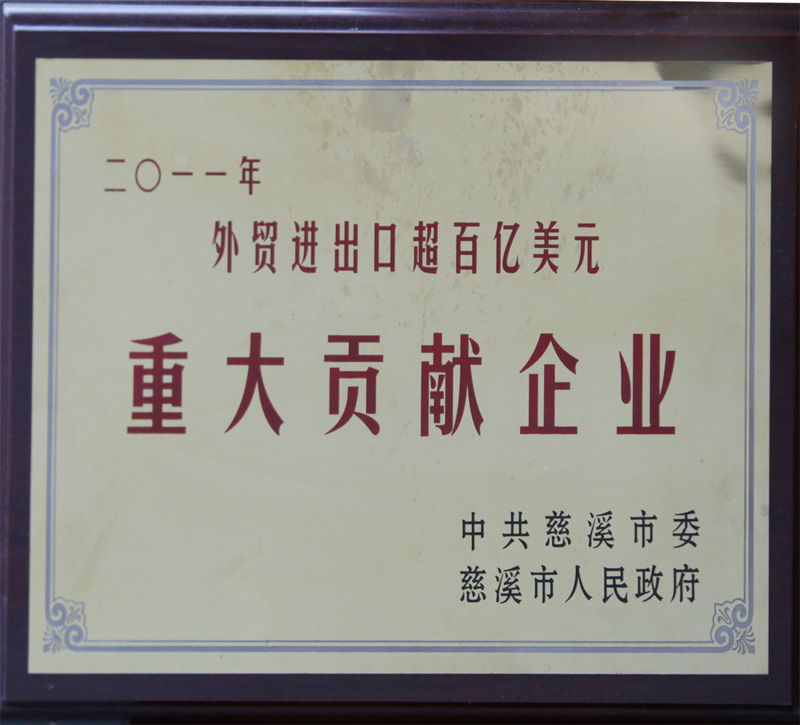 二〇一一年
外贸进出口超百亿美元
重大贡献企业
中共慈溪市委
慈溪市人民政府